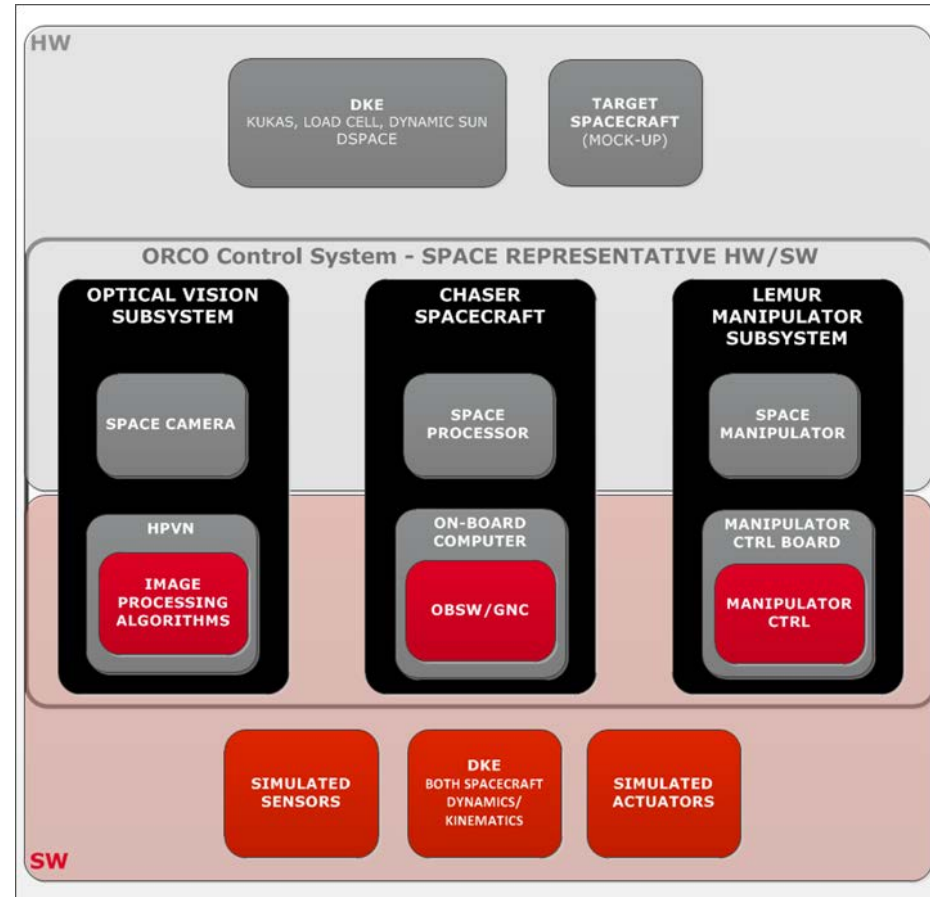 HW
DKE
KUKAS, LOAD CELL, DYNAMIC SUN
DSPACE
TARGET
SPACECRAFT
(MOCK-UP)
ORCO Control System - SPACE REPRESENTATIVE HW/SW
OPTICAL VISION
SUBSYSTEM
SPACE CAMERA
HPVN
IMAGE
PROCESSING
ALGORITHMS
CHASER
SPACECRAFT
SPACE
PROCESSOR
ON-BOARD
COMPUTER
OBSW/GNC
LEMUR
MANIPULATOR
SUBSYSTEM
SPACE
MANIPULATOR
MANIPULATOR
CTRL BOARD
MANIPULATOR
CTRL
SIMULATED
SENSORS
DKE
BOTH SPACECRAFT
DYNAMICS/
KINEMATICS
SIMULATED
ACTUATORS
SW